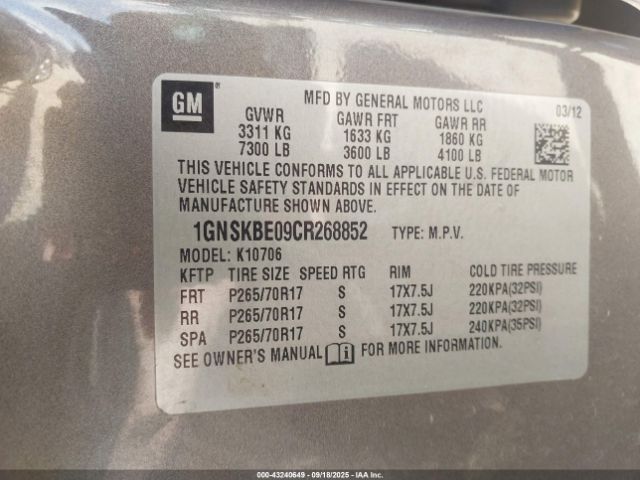 GM
MFD BY GENERAL MOTORS LLC
03/12
GVWR GAWR FRT GAWR RR
3311 KG 1633 KG 1860 KG
7300 LB 3600 LB 4100 LB
THIS VEHICLE CONFORMS TO ALL APPLICABLE U.S. FEDERAL MOTOR
VEHICLE SAFETY STANDARDS IN EFFECT ON THE DATE OF
MANUFACTURE SHOWN ABOVE.
1GNSKBE09CR268852 TYPE: M.P.V.
MODEL: K10706
KFTP TIRE SIZE SPEED RTG RIM COLD TIRE PRESSURE
FRT P265/70R17 S 17X7.5J 220KPA(32PSI)
RR P265/70R17 S 17X7.5J 220KPA(32PSI)
SPA P265/70R17 S 17X7.5J 240KPA(35PSI)
SEE OWNER'S MANUAL FOR MORE INFORMATION.
000-43240649 - 09/18/2025 - IAAI.COM